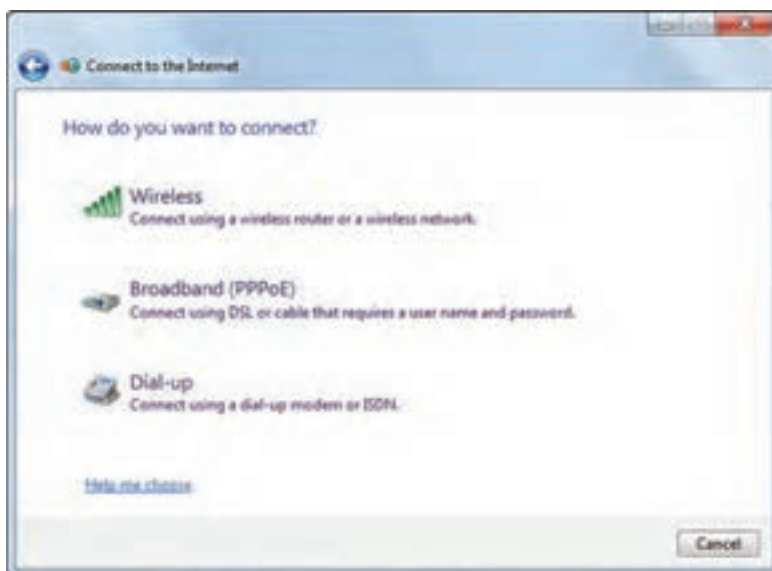 Connect to the Internet
How do you want to connect?
Wireless
Connect using a wireless router or a wireless network.
Broadband (PPPoE)
Connect using DSL or cable that requires a user name and password.
Dial-up
Connect using a dial-up modem or ISDN.
Help me choose
Cancel